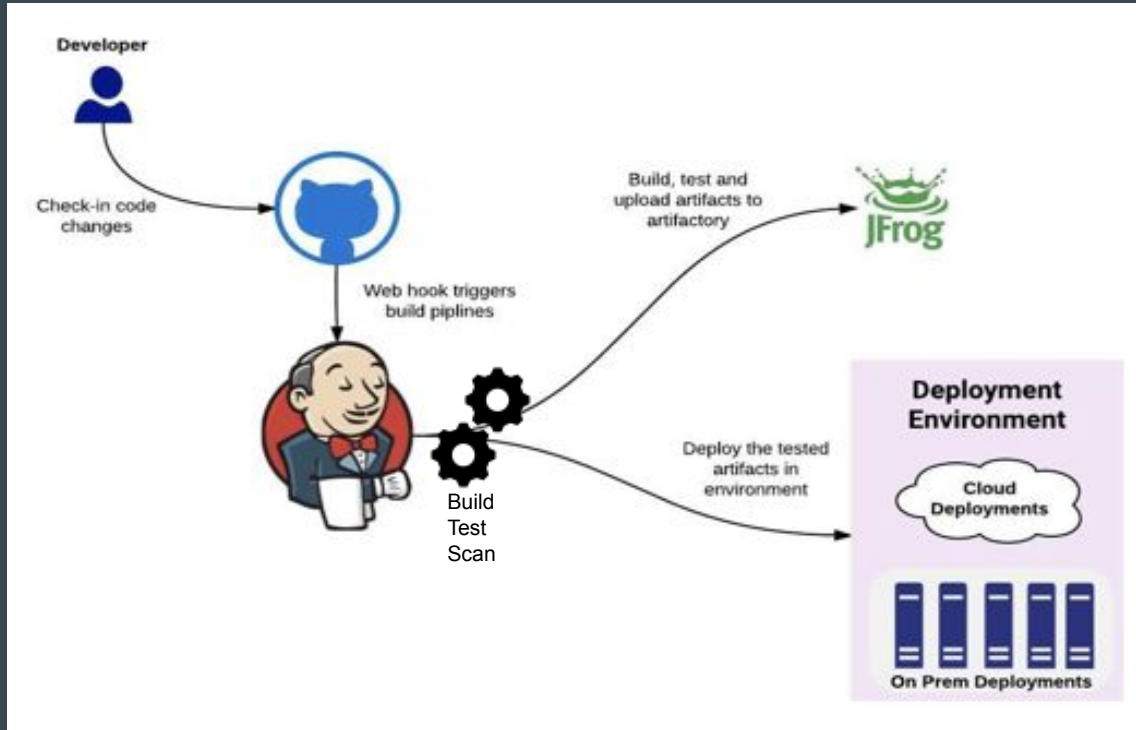 Developer
Check-in code
changes
Web hook triggers
build piplines
Build, test and
upload artifacts to
artifactory
JFrog
Build
Test
Scan
Deploy the tested
artifacts in
environment
Deployment
Environment
Cloud
Deployments
On Prem Deployments